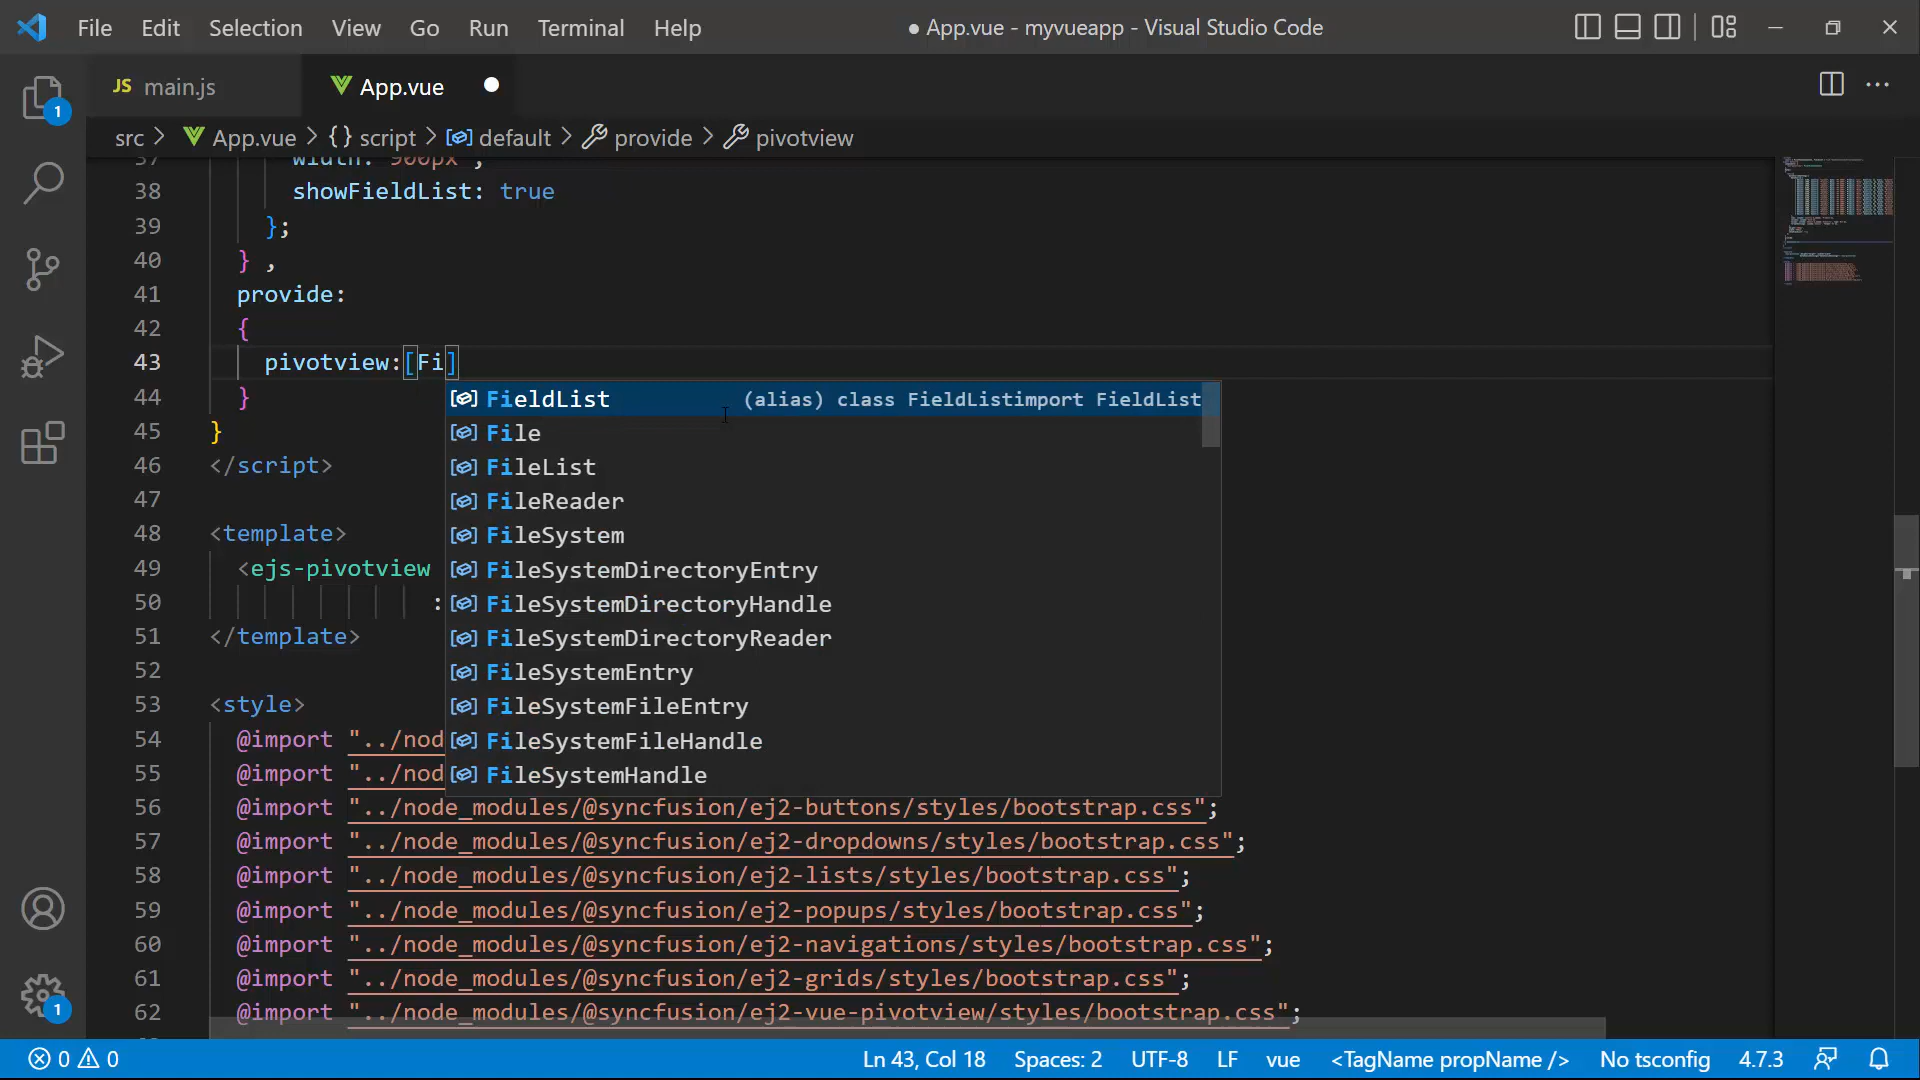 File Edit Selection View Go Run Terminal Help
● App.vue - myvueapp - Visual Studio Code
JS main.js
App.vue ●
src > App.vue > {} script > default > provide > pivotview
37 width: '900px',
38 showFieldList: true
39 };
40 } ,
41 provide:
42 {
43 pivotview:[Fi]
44 }
45 }
46 </script>
47
48 <template>
49 <ejs-pivotview
50 :
51 </template>
52
53 <style>
54 @import "../nod
55 @import "../nod
56 @import "../node_modules/@syncfusion/ej2-buttons/styles/bootstrap.css";
57 @import "../node_modules/@syncfusion/ej2-dropdowns/styles/bootstrap.css";
58 @import "../node_modules/@syncfusion/ej2-lists/styles/bootstrap.css";
59 @import "../node_modules/@syncfusion/ej2-popups/styles/bootstrap.css";
60 @import "../node_modules/@syncfusion/ej2-navigations/styles/bootstrap.css";
61 @import "../node_modules/@syncfusion/ej2-grids/styles/bootstrap.css";
62 @import "../node_modules/@syncfusion/ej2-vue-pivotview/styles/bootstrap.css";
FieldList (alias) class FieldListimport FieldList
File
FileList
FileReader
FileSystem
FileSystemDirectoryEntry
FileSystemDirectoryHandle
FileSystemDirectoryReader
FileSystemEntry
FileSystemFileEntry
FileSystemFileHandle
FileSystemHandle
1
1
0 0
Ln 43, Col 18 Spaces: 2 UTF-8 LF vue <TagName propName /> No tsconfig 4.7.3